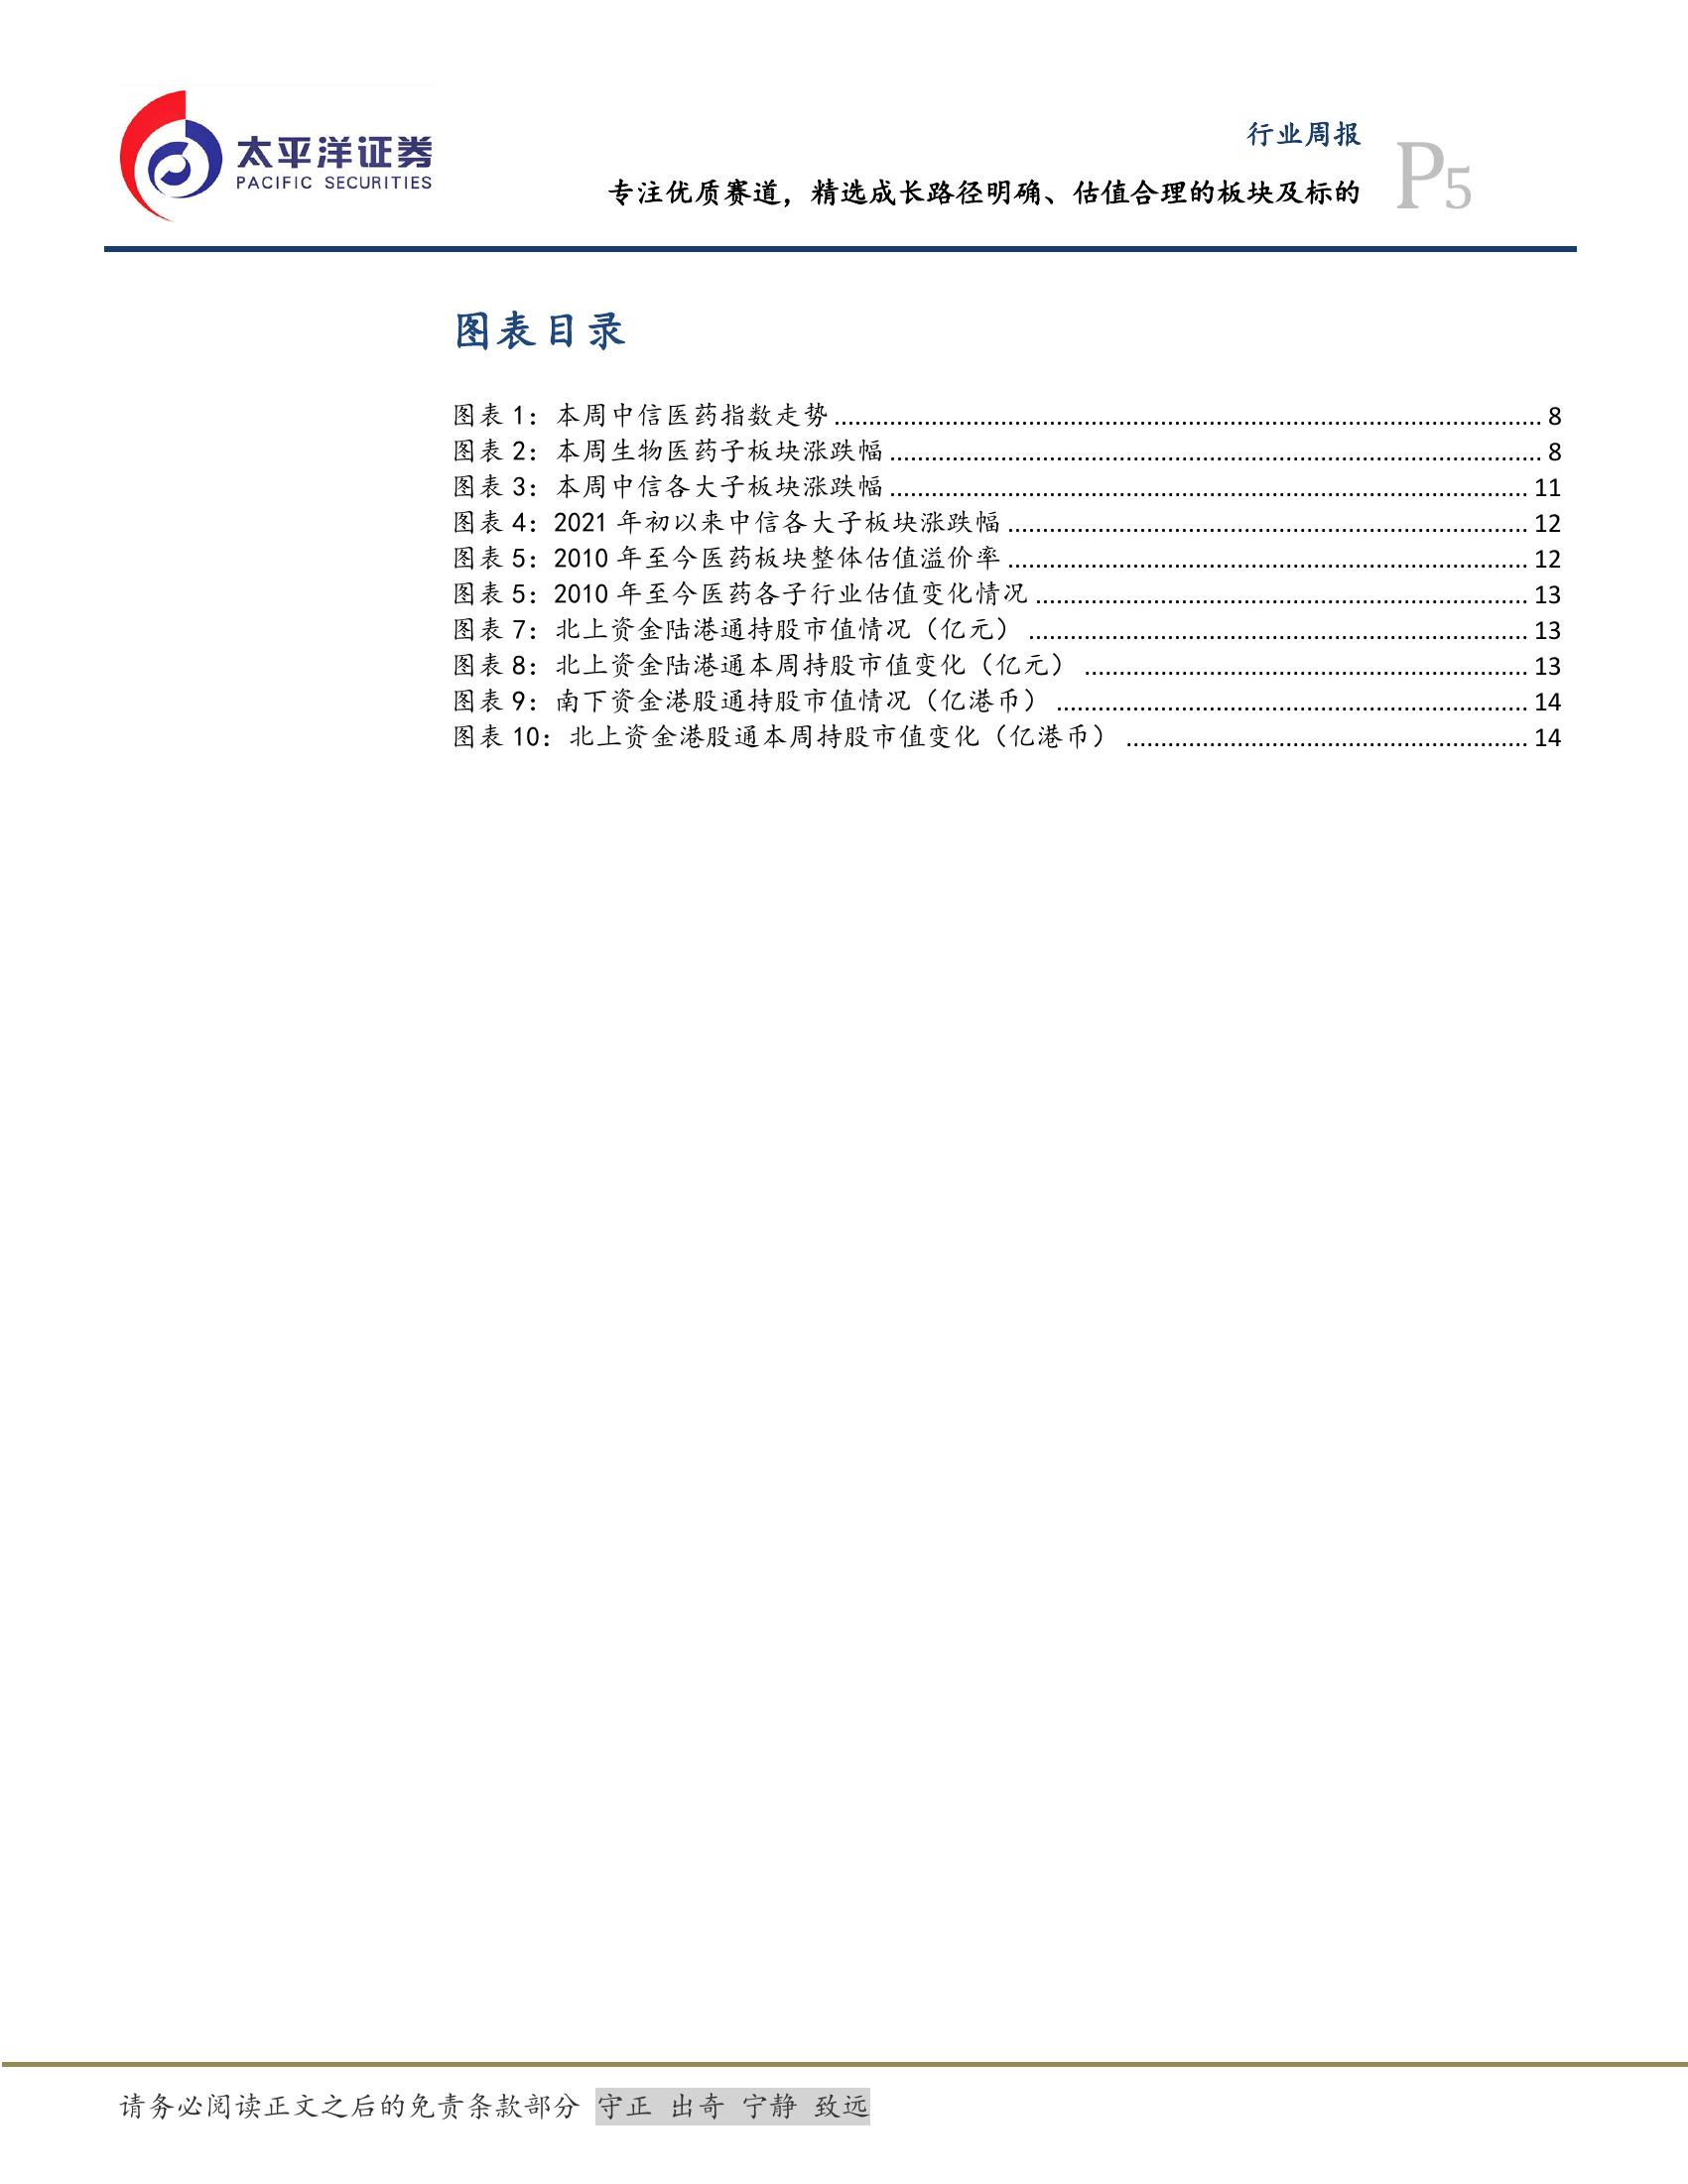 太平洋证券
PACIFIC SECURITIES
行业周报
专注优质赛道，精选成长路径明确、估值合理的板块及标的
P5
图表目录
图表 1：本周中信医药指数走势 8
图表 2：本周生物医药子板块涨跌幅 8
图表 3：本周中信各大子板块涨跌幅 11
图表 4：2021 年初以来中信各大子板块涨跌幅 12
图表 5：2010 年至今医药板块整体估值溢价率 12
图表 5：2010 年至今医药各子行业估值变化情况 13
图表 7：北上资金陆港通持股市值情况（亿元） 13
图表 8：北上资金陆港通本周持股市值变化（亿元） 13
图表 9：南下资金港股通持股市值情况（亿港币） 14
图表 10：北上资金港股通本周持股市值变化（亿港币） 14
请务必阅读正文之后的免责条款部分 守正 出奇 宁静 致远